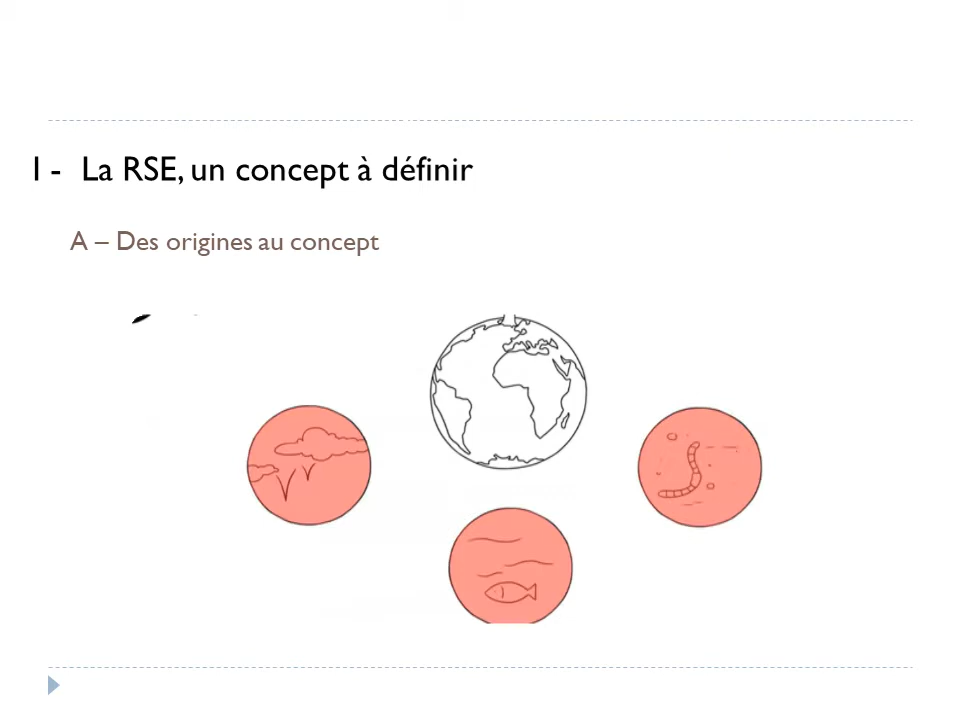 I - La RSE, un concept à définir
A – Des origines au concept